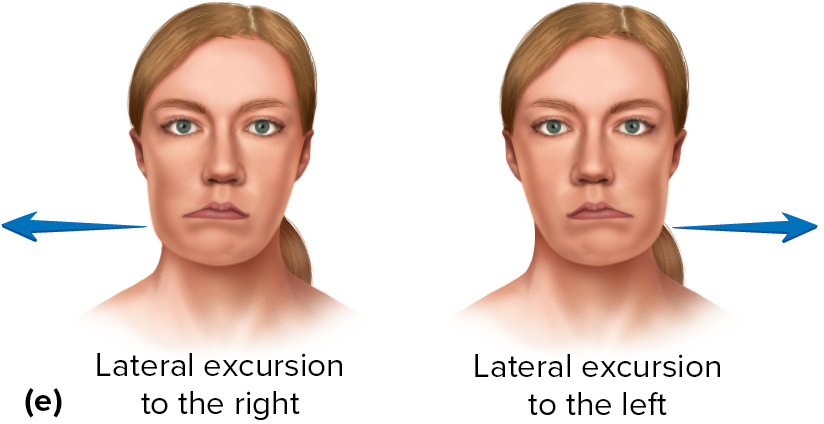 Lateral excursion
to the right
Lateral excursion
to the left
(e)